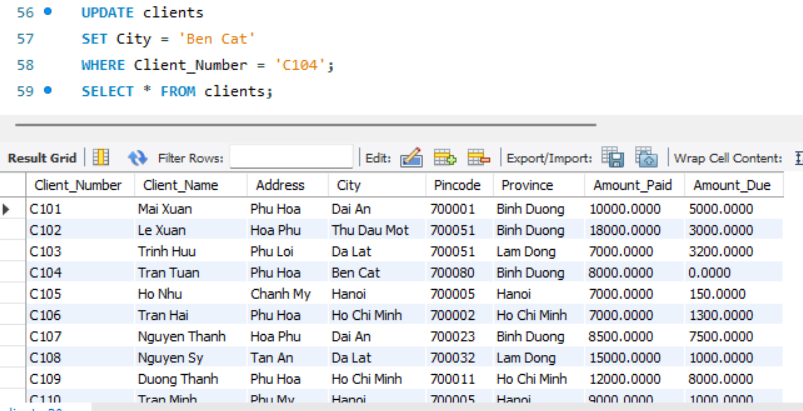 56 UPDATE clients
57 SET City = 'Ben Cat'
58 WHERE Client_Number = 'C104';
59 SELECT * FROM clients;
Result Grid Filter Rows: Edit: Export/Import: Wrap Cell Content:
Client_Number Client_Name Address City Pincode Province Amount_Paid Amount_Due
C101 Mai Xuan Phu Hoa Dai An 700001 Binh Duong 10000.0000 5000.0000
C102 Le Xuan Hoa Phu Thu Dau Mot 700051 Binh Duong 18000.0000 3000.0000
C103 Trinh Huu Phu Loi Da Lat 700051 Lam Dong 7000.0000 3200.0000
C104 Tran Tuan Phu Hoa Ben Cat 700080 Binh Duong 8000.0000 0.0000
C105 Ho Nhu Chanh My Hanoi 700005 Hanoi 7000.0000 150.0000
C106 Tran Hai Phu Hoa Ho Chi Minh 700002 Ho Chi Minh 7000.0000 1300.0000
C107 Nguyen Thanh Hoa Phu Dai An 700023 Binh Duong 8500.0000 7500.0000
C108 Nguyen Sy Tan An Da Lat 700032 Lam Dong 15000.0000 1000.0000
C109 Duong Thanh Phu Hoa Ho Chi Minh 700011 Ho Chi Minh 12000.0000 8000.0000
C110 Tran Minh Phu My Hanoi 700005 Hanoi 9000.0000 1000.0000